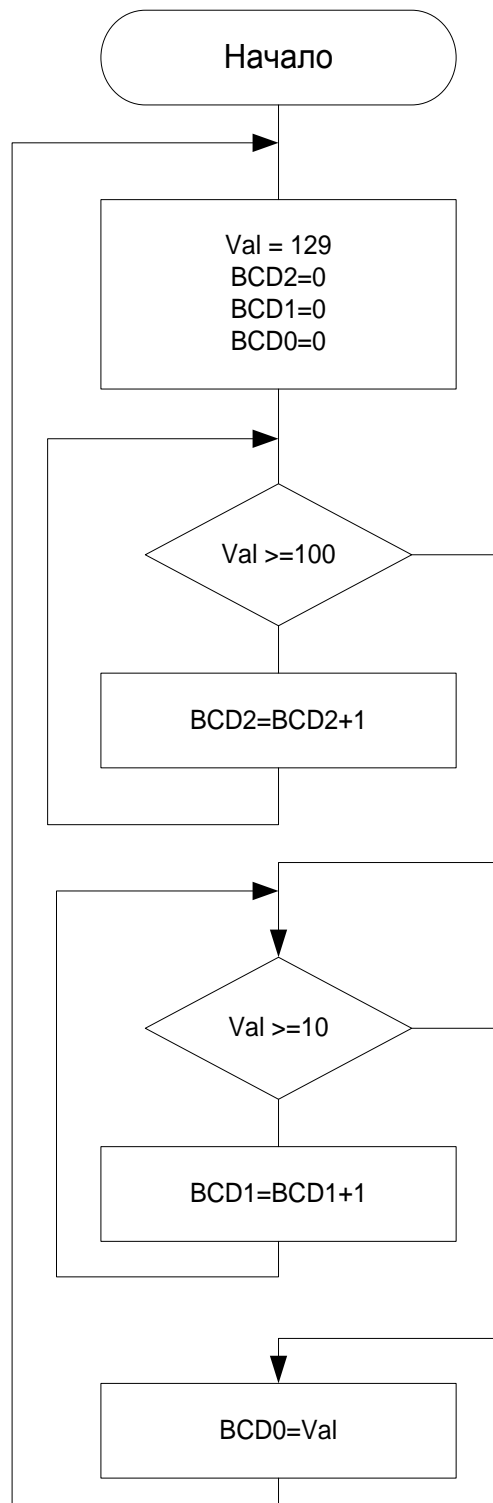 Начало
Val = 129
BCD2=0
BCD1=0
BCD0=0
Val >=100
BCD2=BCD2+1
Val >=10
BCD1=BCD1+1
BCD0=Val